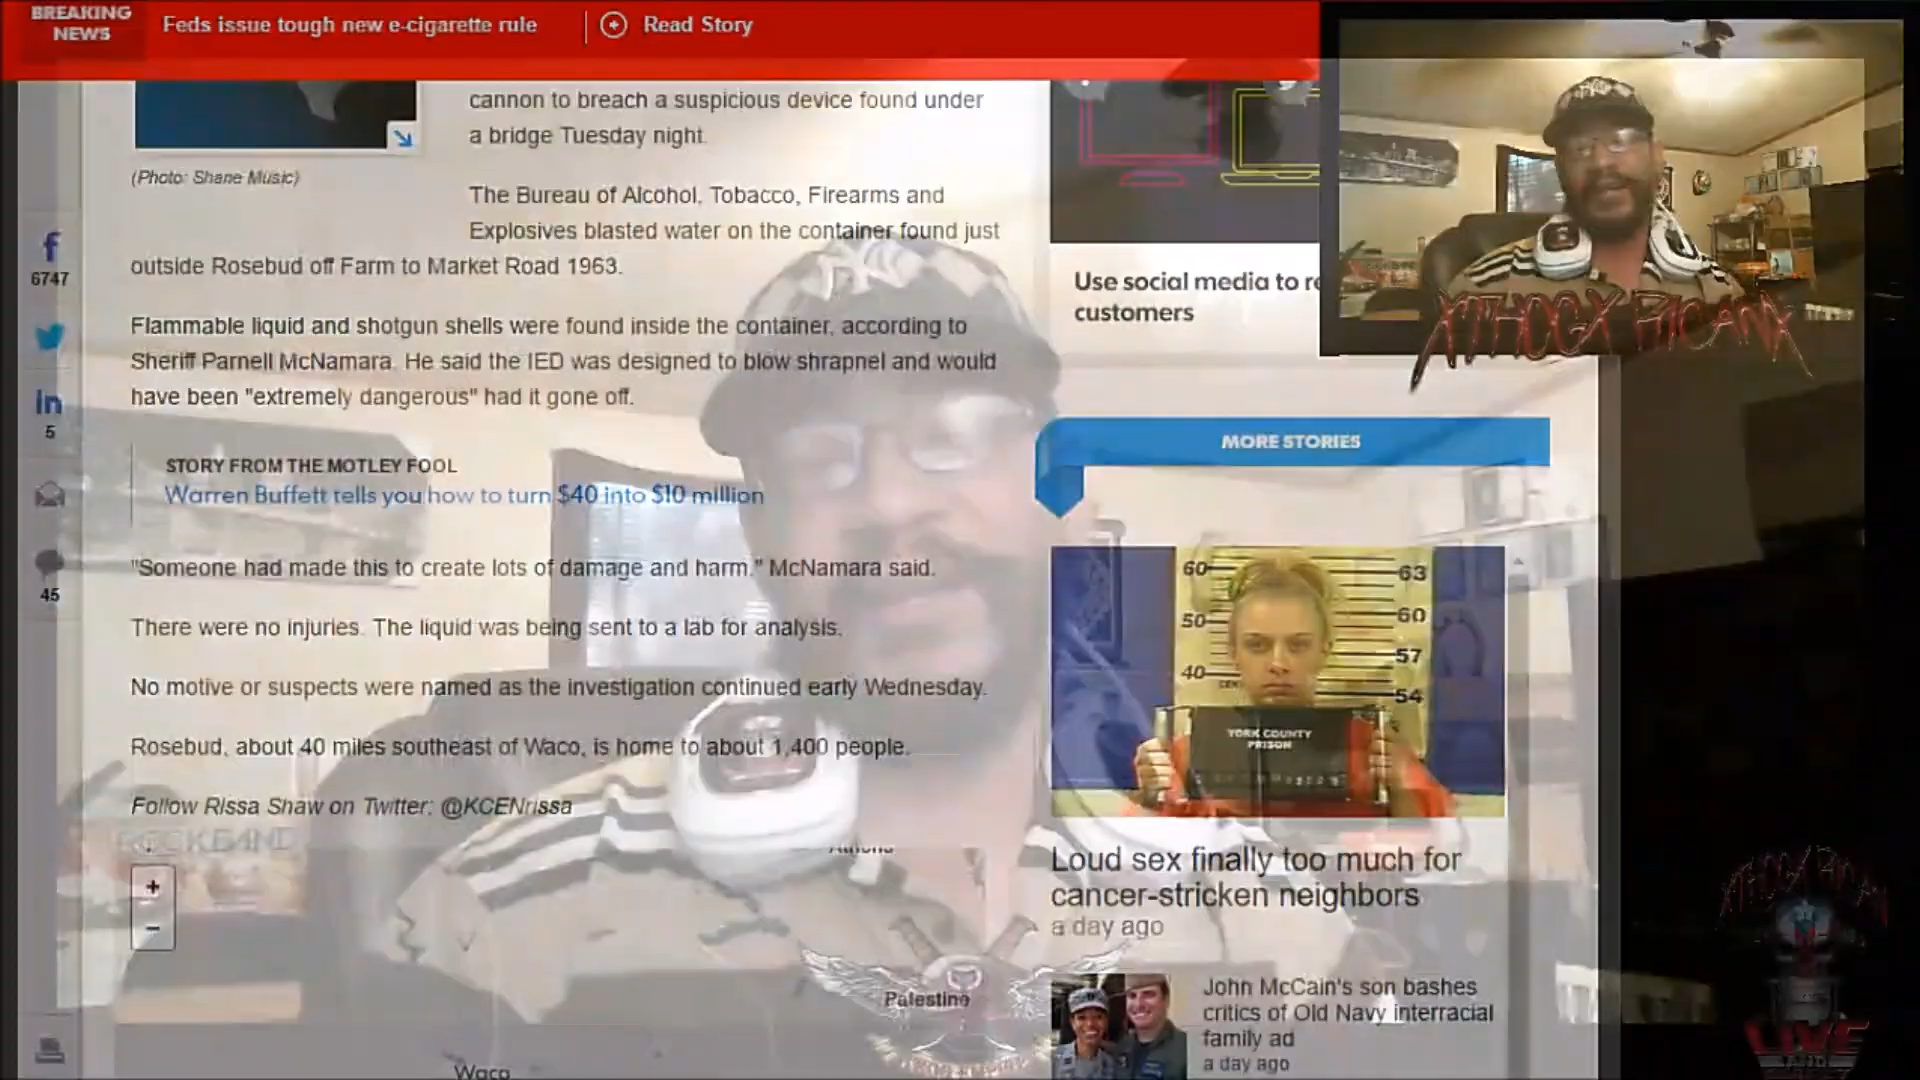 BREAKING
NEWS
Feds issue tough new e-cigarette rule
Read Story
cannon to breach a suspicious device found under
a bridge Tuesday night.
(Photo: Shane Music)
The Bureau of Alcohol, Tobacco, Firearms and
Explosives blasted water on the container found just
outside Rosebud off Farm to Market Road 1963.
Flammable liquid and shotgun shells were found inside the container, according to
Sheriff Parnell McNamara. He said the IED was designed to blow shrapnel and would
have been "extremely dangerous" had it gone off.
STORY FROM THE MOTLEY FOOL
Warren Buffett tells you how to turn $40 into $10 million
"Someone had made this to create lots of damage and harm." McNamara said.
There were no injuries. The liquid was being sent to a lab for analysis.
No motive or suspects were named as the investigation continued early Wednesday.
Rosebud, about 40 miles southeast of Waco, is home to about 1,400 people.
Follow Rissa Shaw on Twitter: @KCENrissa
ROCKBAND
+
−
Palestine
Waco
f
6747
in
5
45
Use social media to
customers
XTHOGX RICANX
MORE STORIES
60
50
40
63
60
57
54
YORK COUNTY
PRISON
Loud sex finally too much for
cancer-stricken neighbors
a day ago
John McCain's son bashes
critics of Old Navy interracial
family ad
a day ago
LIVE